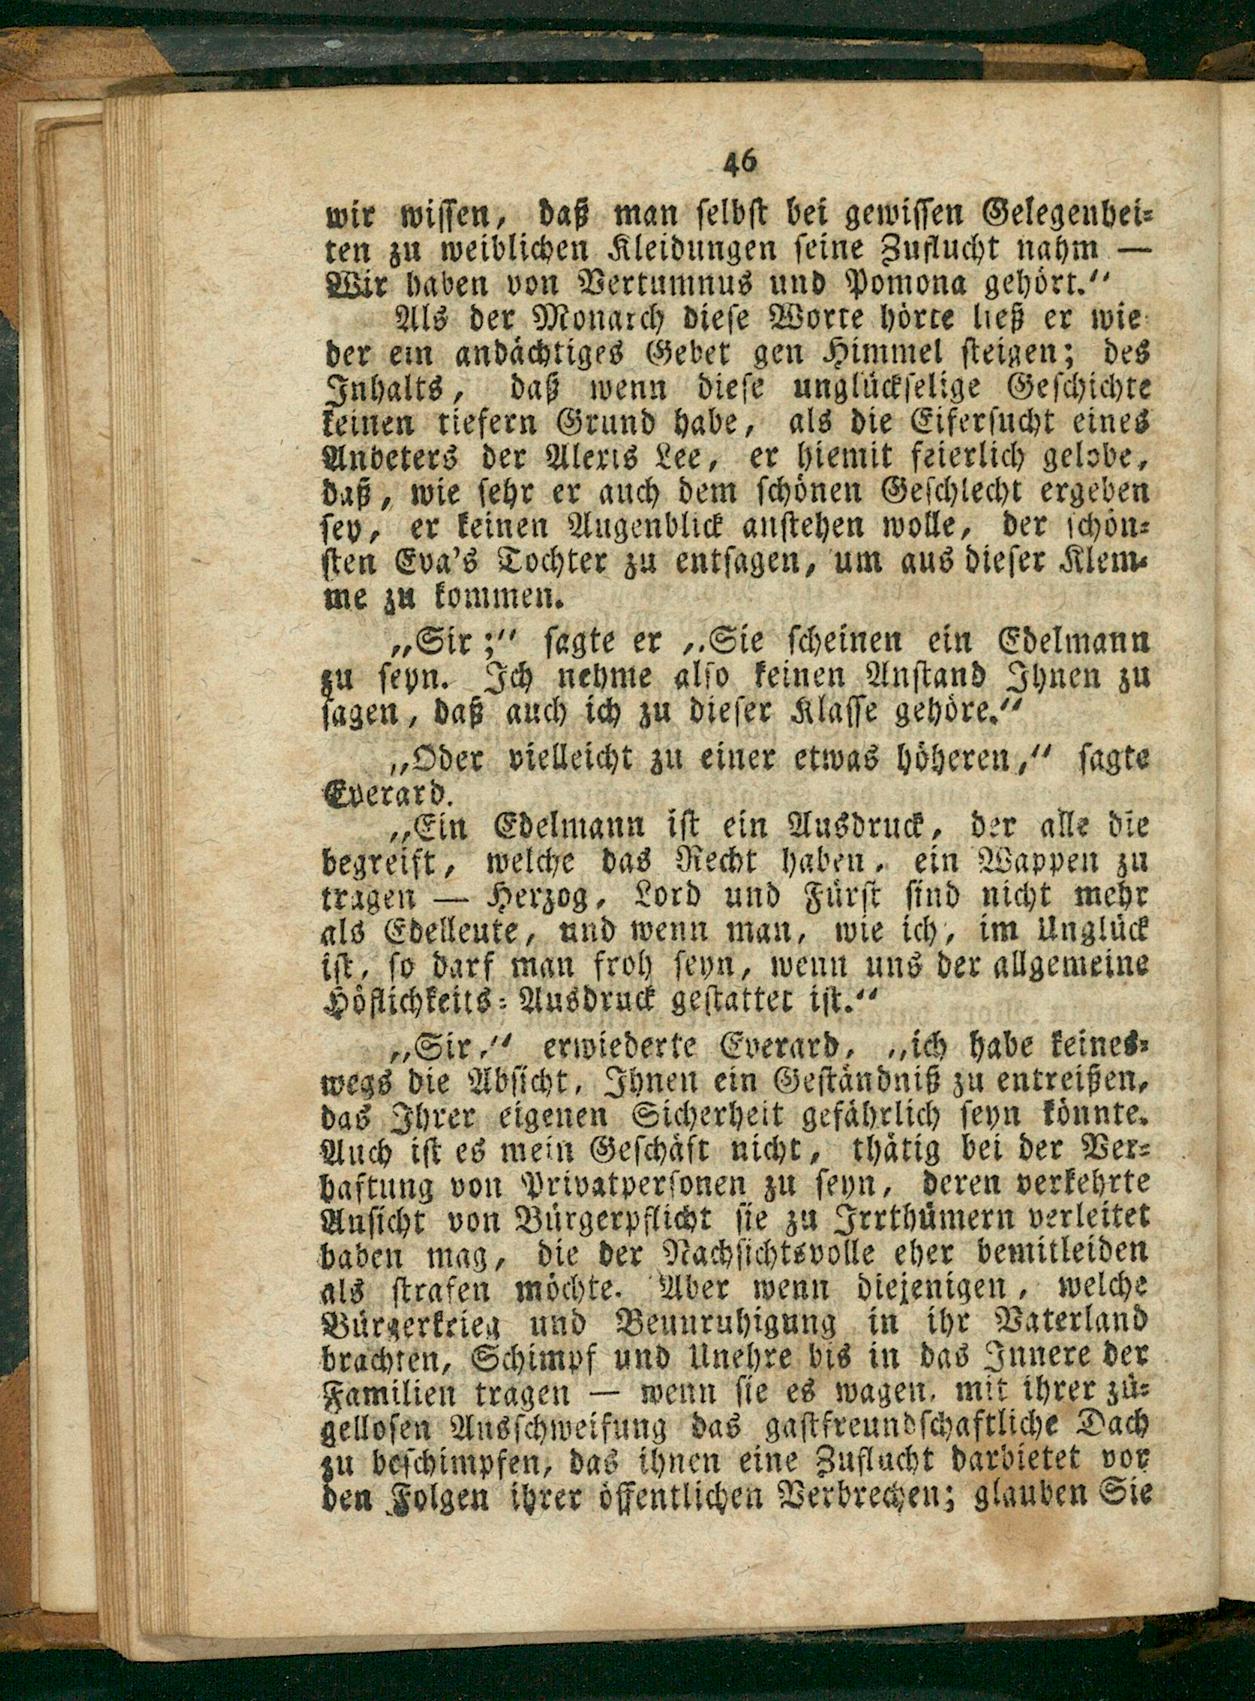 46
wir wissen, daß man selbst bei gewissen Gelegenhei-
ten zu weiblichen Kleidungen seine Zuflucht nahm —
Wir haben von Vertumnus und Pomona gehört.“
Als der Monarch diese Worte hörte ließ er wie-
der ein andächtiges Gebet gen Himmel steigen; des
Inhalts, daß wenn diese unglückselige Geschichte
keinen tiefern Grund habe, als die Eifersucht eines
Anbeters der Alexis Lee, er hiemit feierlich gelobe,
daß, wie sehr er auch dem schönen Geschlecht ergeben
sey, er keinen Augenblick anstehen wolle, der schön-
sten Eva's Tochter zu entsagen, um aus dieser Klem-
me zu kommen.
„Sir;“ sagte er „Sie scheinen ein Edelmann
zu seyn. Ich nehme also keinen Anstand Ihnen zu
sagen, daß auch ich zu dieser Klasse gehöre.“
„Oder vielleicht zu einer etwas höheren,“ sagte
Everard.
„Ein Edelmann ist ein Ausdruck, der alle die
begreift, welche das Recht haben, ein Wappen zu
tragen — Herzog, Lord und Fürst sind nicht mehr
als Edelleute, und wenn man, wie ich, im Unglück
ist, so darf man froh seyn, wenn uns der allgemeine
Höflichkeits-Ausdruck gestattet ist.“
„Sir,“ erwiederte Everard, „ich habe keines-
wegs die Absicht, Ihnen ein Geständniß zu entreißen,
das Ihrer eigenen Sicherheit gefährlich seyn könnte.
Auch ist es mein Geschäft nicht, thätig bei der Ver-
haftung von Privatpersonen zu seyn, deren verkehrte
Ansicht von Bürgerpflicht sie zu Irrthümern verleitet
haben mag, die der Nachsichtsvolle eher bemitleiden
als strafen möchte. Aber wenn diejenigen, welche
Bürgerkrieg und Beunruhigung in ihr Vaterland
brachten, Schimpf und Unehre bis in das Innere der
Familien tragen — wenn sie es wagen, mit ihrer zü-
gellosen Ausschweifung das gastfreundschaftliche Dach
zu beschimpfen, das ihnen eine Zuflucht darbietet vor
den Folgen ihrer öffentlichen Verbrechen; glauben Sie